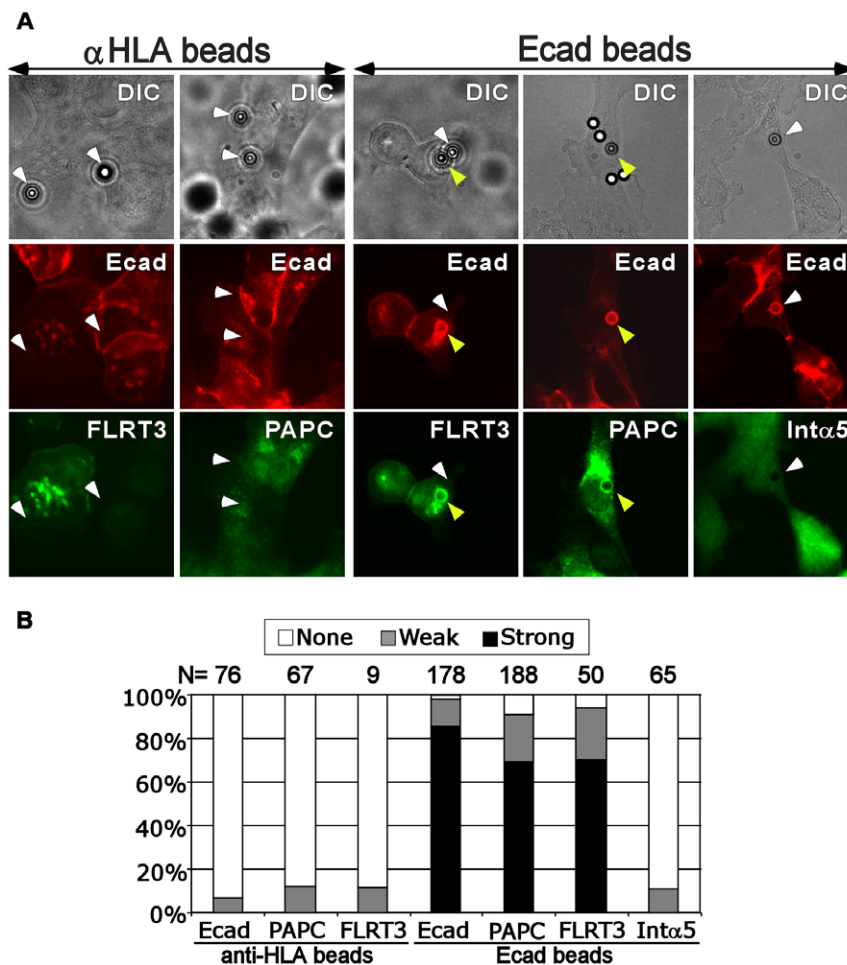 A
αHLA beads Ecad beads
DIC DIC DIC DIC DIC
Ecad Ecad Ecad Ecad Ecad
FLRT3 PAPC FLRT3 PAPC Intα5
B
None Weak Strong
N= 76 67 9 178 188 50 65
100%
80%
60%
40%
20%
0%
Ecad PAPC FLRT3 Ecad PAPC FLRT3 Intα5
anti-HLA beads Ecad beads